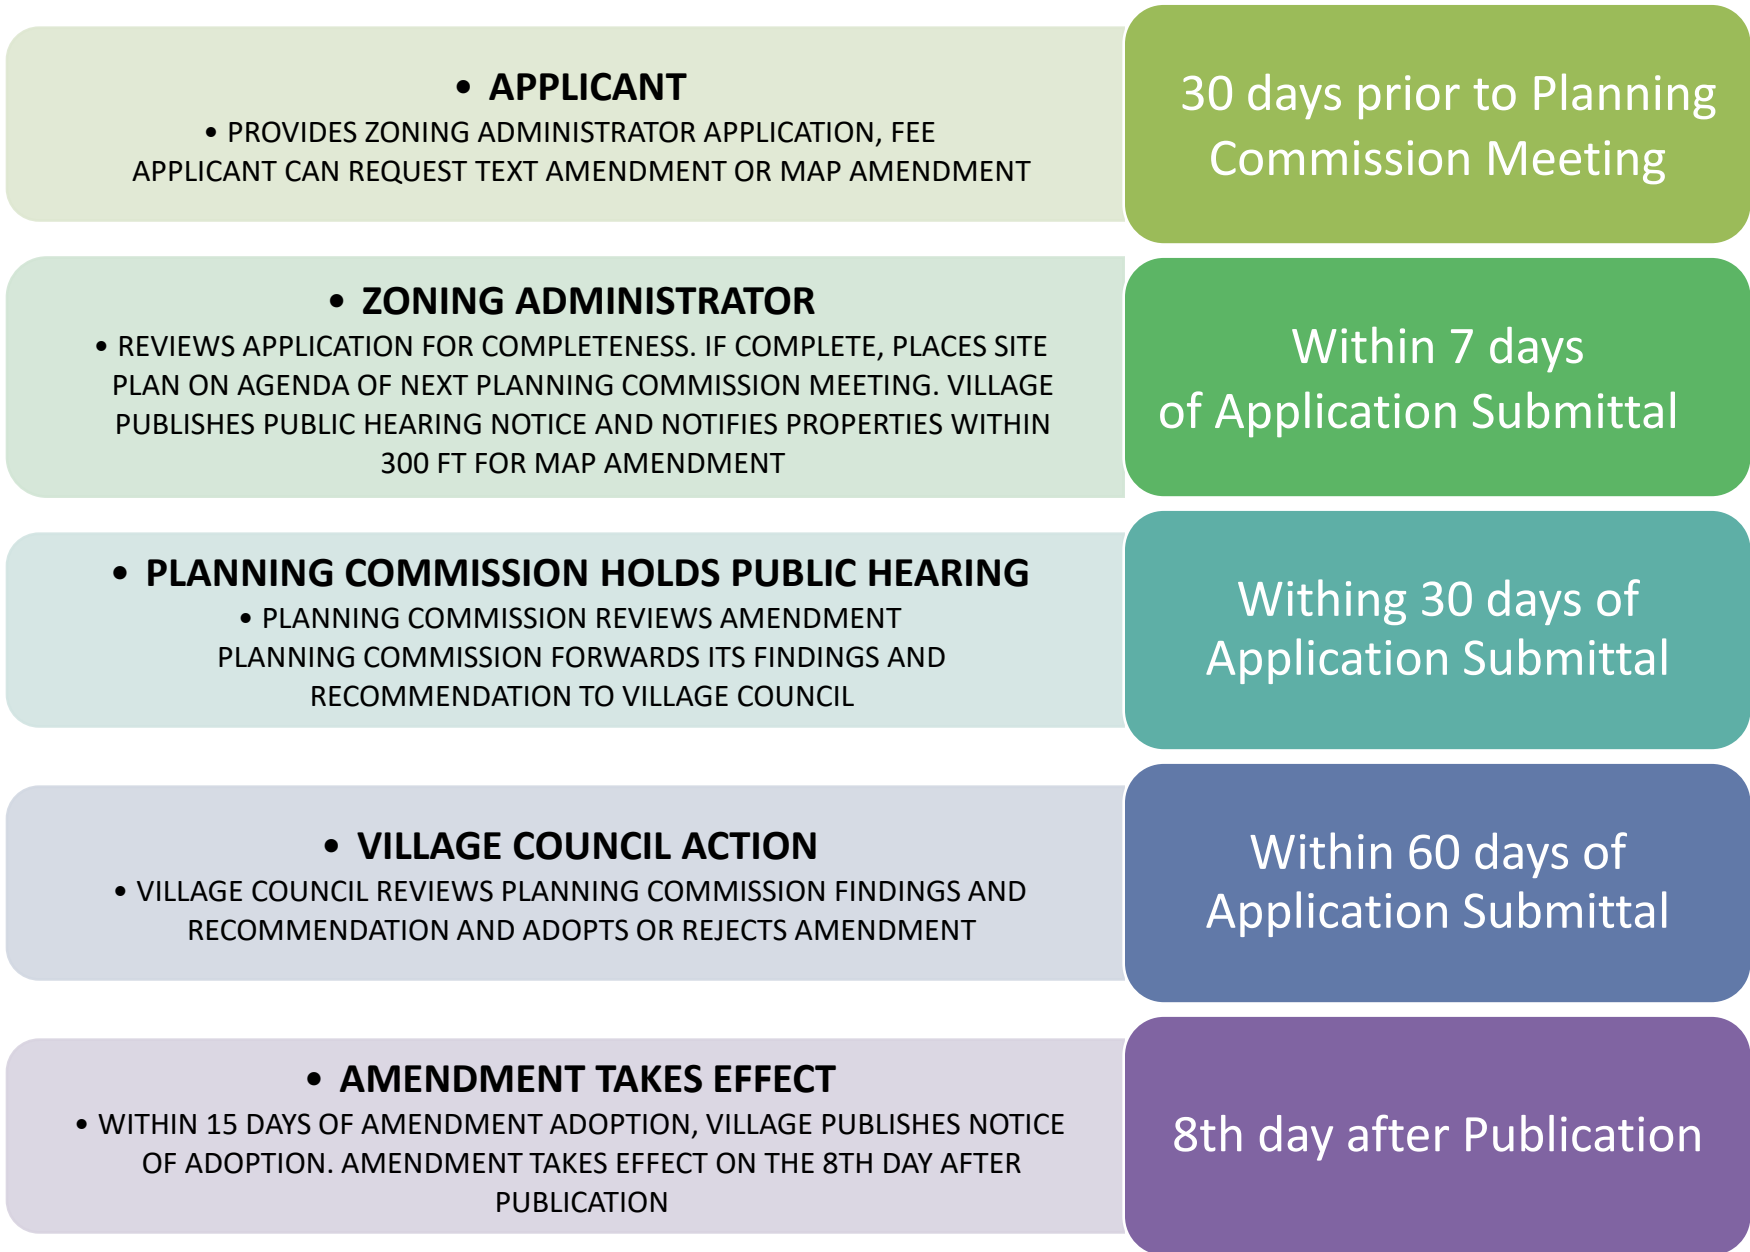 • APPLICANT
• PROVIDES ZONING ADMINISTRATOR APPLICATION, FEE
APPLICANT CAN REQUEST TEXT AMENDMENT OR MAP AMENDMENT
30 days prior to Planning
Commission Meeting
• ZONING ADMINISTRATOR
• REVIEWS APPLICATION FOR COMPLETENESS. IF COMPLETE, PLACES SITE
PLAN ON AGENDA OF NEXT PLANNING COMMISSION MEETING. VILLAGE
PUBLISHES PUBLIC HEARING NOTICE AND NOTIFIES PROPERTIES WITHIN
300 FT FOR MAP AMENDMENT
Within 7 days
of Application Submittal
• PLANNING COMMISSION HOLDS PUBLIC HEARING
• PLANNING COMMISSION REVIEWS AMENDMENT
PLANNING COMMISSION FORWARDS ITS FINDINGS AND
RECOMMENDATION TO VILLAGE COUNCIL
Withing 30 days of
Application Submittal
• VILLAGE COUNCIL ACTION
• VILLAGE COUNCIL REVIEWS PLANNING COMMISSION FINDINGS AND
RECOMMENDATION AND ADOPTS OR REJECTS AMENDMENT
Within 60 days of
Application Submittal
• AMENDMENT TAKES EFFECT
• WITHIN 15 DAYS OF AMENDMENT ADOPTION, VILLAGE PUBLISHES NOTICE
OF ADOPTION. AMENDMENT TAKES EFFECT ON THE 8TH DAY AFTER
PUBLICATION
8th day after Publication